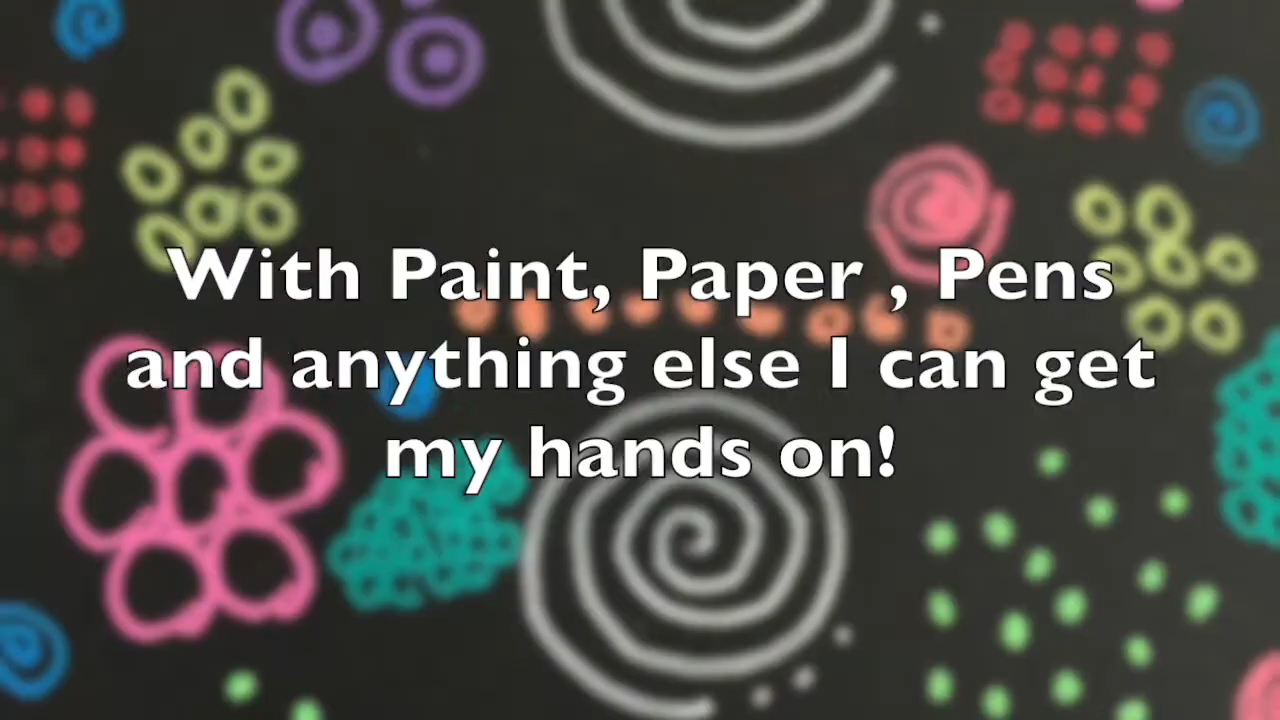 With Paint, Paper , Pens
and anything else I can get
my hands on!